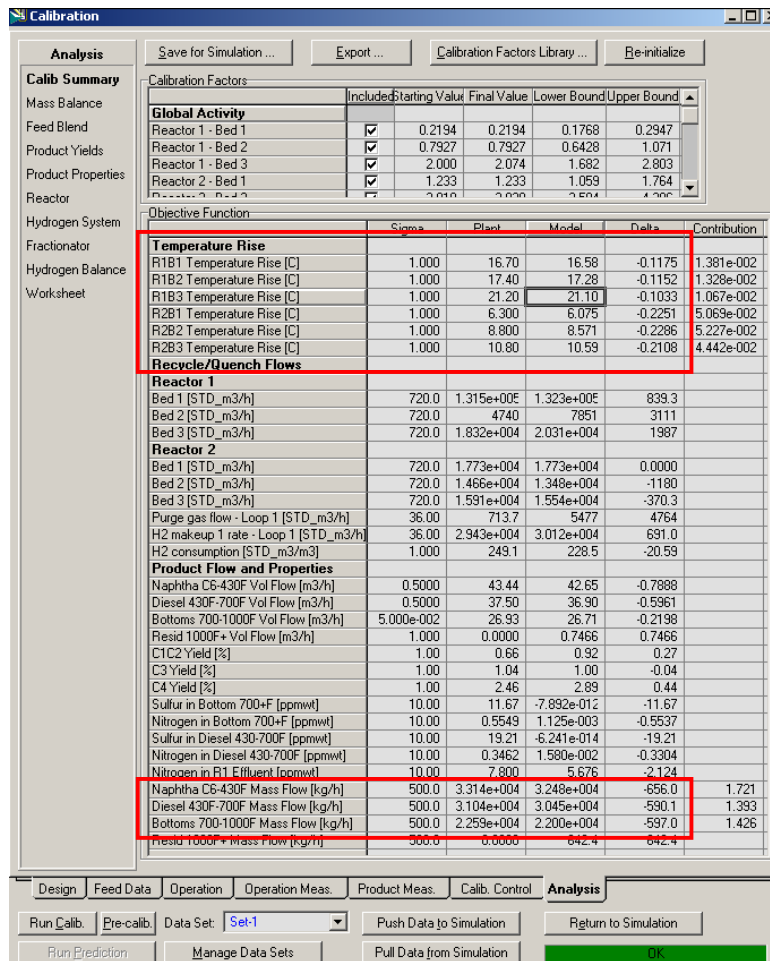 Calibration
Analysis
Calib Summary
Mass Balance
Feed Blend
Product Yields
Product Properties
Reactor
Hydrogen System
Fractionator
Hydrogen Balance
Worksheet
Save for Simulation ... Export ... Calibration Factors Library ... Re-initialize
Calibration Factors
Included Starting Valu Final Value Lower Bound Upper Bound
Global Activity
Reactor 1 - Bed 1 0.2194 0.2194 0.1768 0.2947
Reactor 1 - Bed 2 0.7927 0.7927 0.6428 1.071
Reactor 1 - Bed 3 2.000 2.074 1.682 2.803
Reactor 2 - Bed 1 1.233 1.233 1.059 1.764
Objective Function
Sigma Plant Model Delta Contribution
Temperature Rise
R1B1 Temperature Rise [C] 1.000 16.70 16.58 -0.1175 1.381e-002
R1B2 Temperature Rise [C] 1.000 17.40 17.28 -0.1152 1.328e-002
R1B3 Temperature Rise [C] 1.000 21.20 21.10 -0.1033 1.067e-002
R2B1 Temperature Rise [C] 1.000 6.300 6.075 -0.2251 5.069e-002
R2B2 Temperature Rise [C] 1.000 8.800 8.571 -0.2286 5.227e-002
R2B3 Temperature Rise [C] 1.000 10.80 10.59 -0.2108 4.442e-002
Recycle/Quench Flows
Reactor 1
Bed 1 [STD_m3/h] 720.0 1.315e+005 1.323e+005 839.3
Bed 2 [STD_m3/h] 720.0 4740 7851 3111
Bed 3 [STD_m3/h] 720.0 1.832e+004 2.031e+004 1987
Reactor 2
Bed 1 [STD_m3/h] 720.0 1.773e+004 1.773e+004 0.0000
Bed 2 [STD_m3/h] 720.0 1.466e+004 1.348e+004 -1180
Bed 3 [STD_m3/h] 720.0 1.591e+004 1.554e+004 -370.3
Purge gas flow - Loop 1 [STD_m3/h] 36.00 713.7 5477 4764
H2 makeup 1 rate - Loop 1 [STD_m3/h] 36.00 2.943e+004 3.012e+004 691.0
H2 consumption [STD_m3/m3] 1.000 249.1 228.5 -20.59
Product Flow and Properties
Naphtha C6-430F Vol Flow [m3/h] 0.5000 43.44 42.65 -0.7888
Diesel 430F-700F Vol Flow [m3/h] 0.5000 37.50 36.90 -0.5961
Bottoms 700-1000F Vol Flow [m3/h] 5.000e-002 26.93 26.71 -0.2198
Resid 1000F+ Vol Flow [m3/h] 1.000 0.0000 0.7466 0.7466
C1C2 Yield [%] 1.00 0.66 0.92 0.27
C3 Yield [%] 1.00 1.04 1.00 -0.04
C4 Yield [%] 1.00 2.46 2.89 0.44
Sulfur in Bottom 700+F [ppmwt] 10.00 11.67 -7.892e-012 -11.67
Nitrogen in Bottom 700+F [ppmwt] 10.00 0.5549 1.125e-003 -0.5537
Sulfur in Diesel 430-700F [ppmwt] 10.00 19.21 -6.241e-014 -19.21
Nitrogen in Diesel 430-700F [ppmwt] 10.00 0.3462 1.580e-002 -0.3304
Nitrogen in R1 Effluent [ppmwt] 10.00 7.800 5.676 -2.124
Naphtha C6-430F Mass Flow [kg/h] 500.0 3.314e+004 3.248e+004 -656.0 1.721
Diesel 430F-700F Mass Flow [kg/h] 500.0 3.104e+004 3.045e+004 -590.1 1.393
Bottoms 700-1000F Mass Flow [kg/h] 500.0 2.259e+004 2.200e+004 -597.0 1.426
Resid 1000F+ Mass Flow [kg/h] 500.0 0.0000 642.4 642.4
Design Feed Data Operation Operation Meas. Product Meas. Calib. Control Analysis
Run Calib. Pre-calib. Data Set: Set-1 Push Data to Simulation Return to Simulation
Run Prediction Manage Data Sets Pull Data from Simulation OK